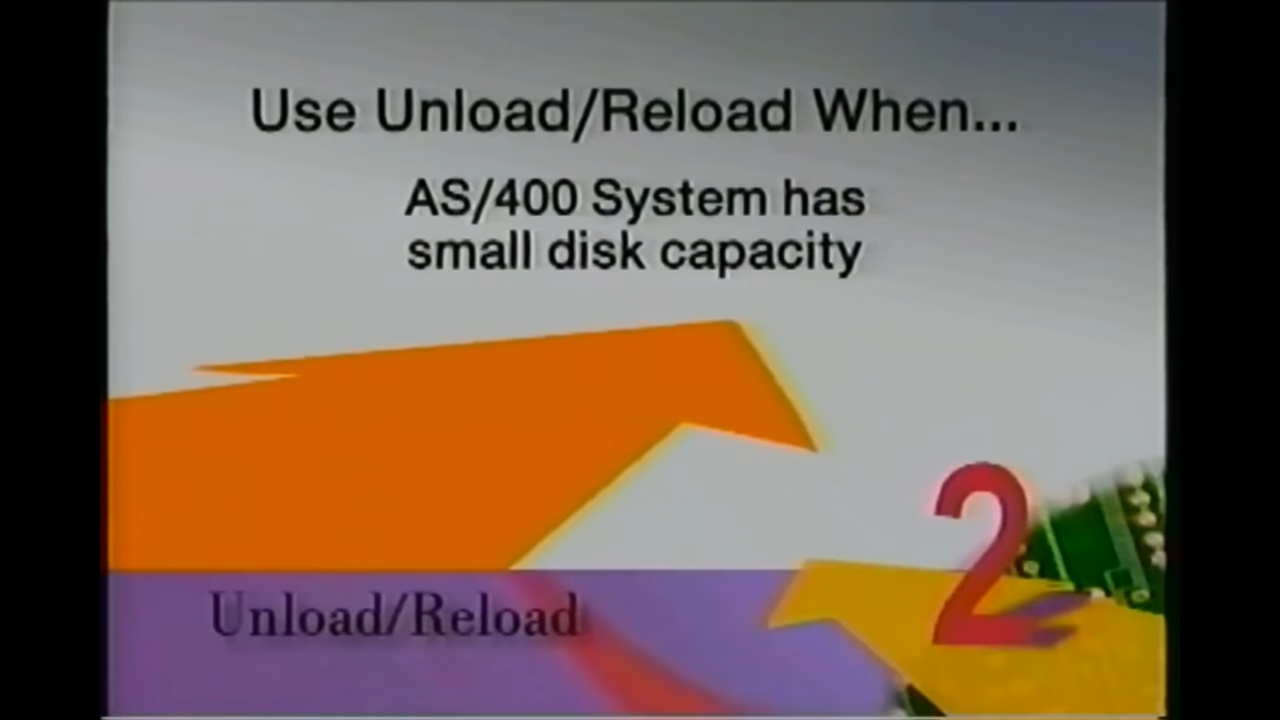 Use Unload/Reload When...
AS/400 System has
small disk capacity
2
Unload/Reload